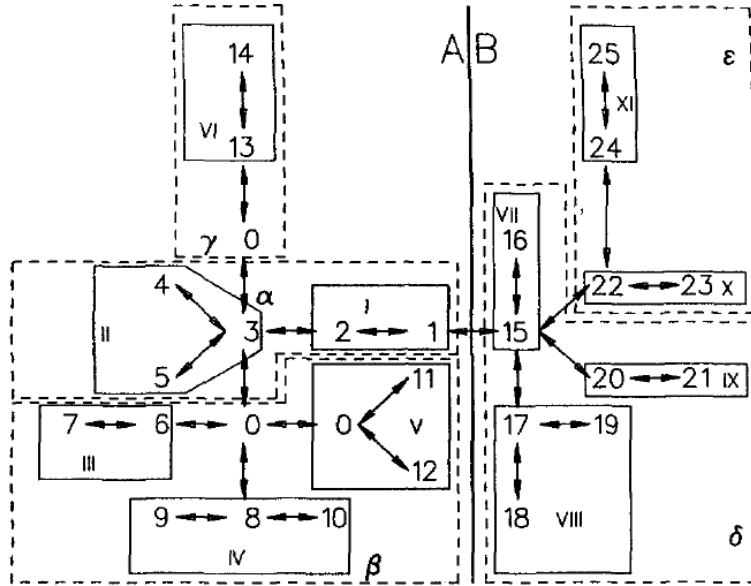 14 A B 25 ε
VI XI
13 24
VII
γ 0 16
4 α I 22 23 X
II 3 2 1 15
5 20 21 IX
11
7 6 0 0 V 17 19
III 12
9 8 10 18 VIII
IV β δ